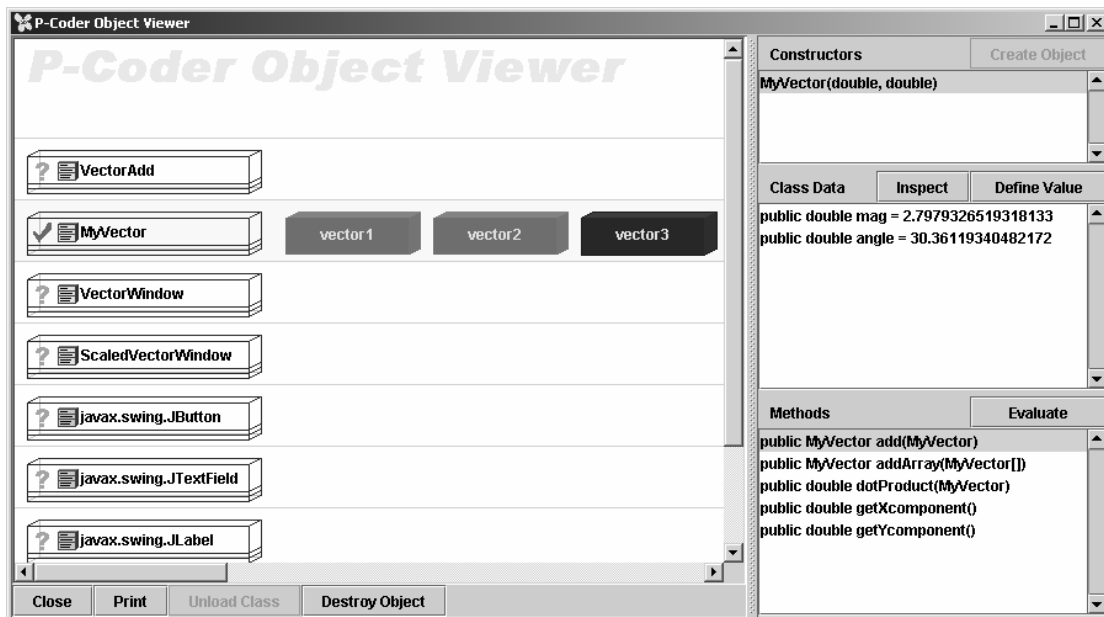 P-Coder Object Viewer
P-Coder Object Viewer
VectorAdd
MyVector
vector1
vector2
vector3
VectorWindow
ScaledVectorWindow
javax.swing.JButton
javax.swing.JTextField
javax.swing.JLabel
Close
Print
Unload Class
Destroy Object
Constructors
Create Object
MyVector(double, double)
Class Data
Inspect
Define Value
public double mag = 2.7979326519318133
public double angle = 30.36119340482172
Methods
Evaluate
public MyVector add(MyVector)
public MyVector addArray(MyVector[])
public double dotProduct(MyVector)
public double getXcomponent()
public double getYcomponent()